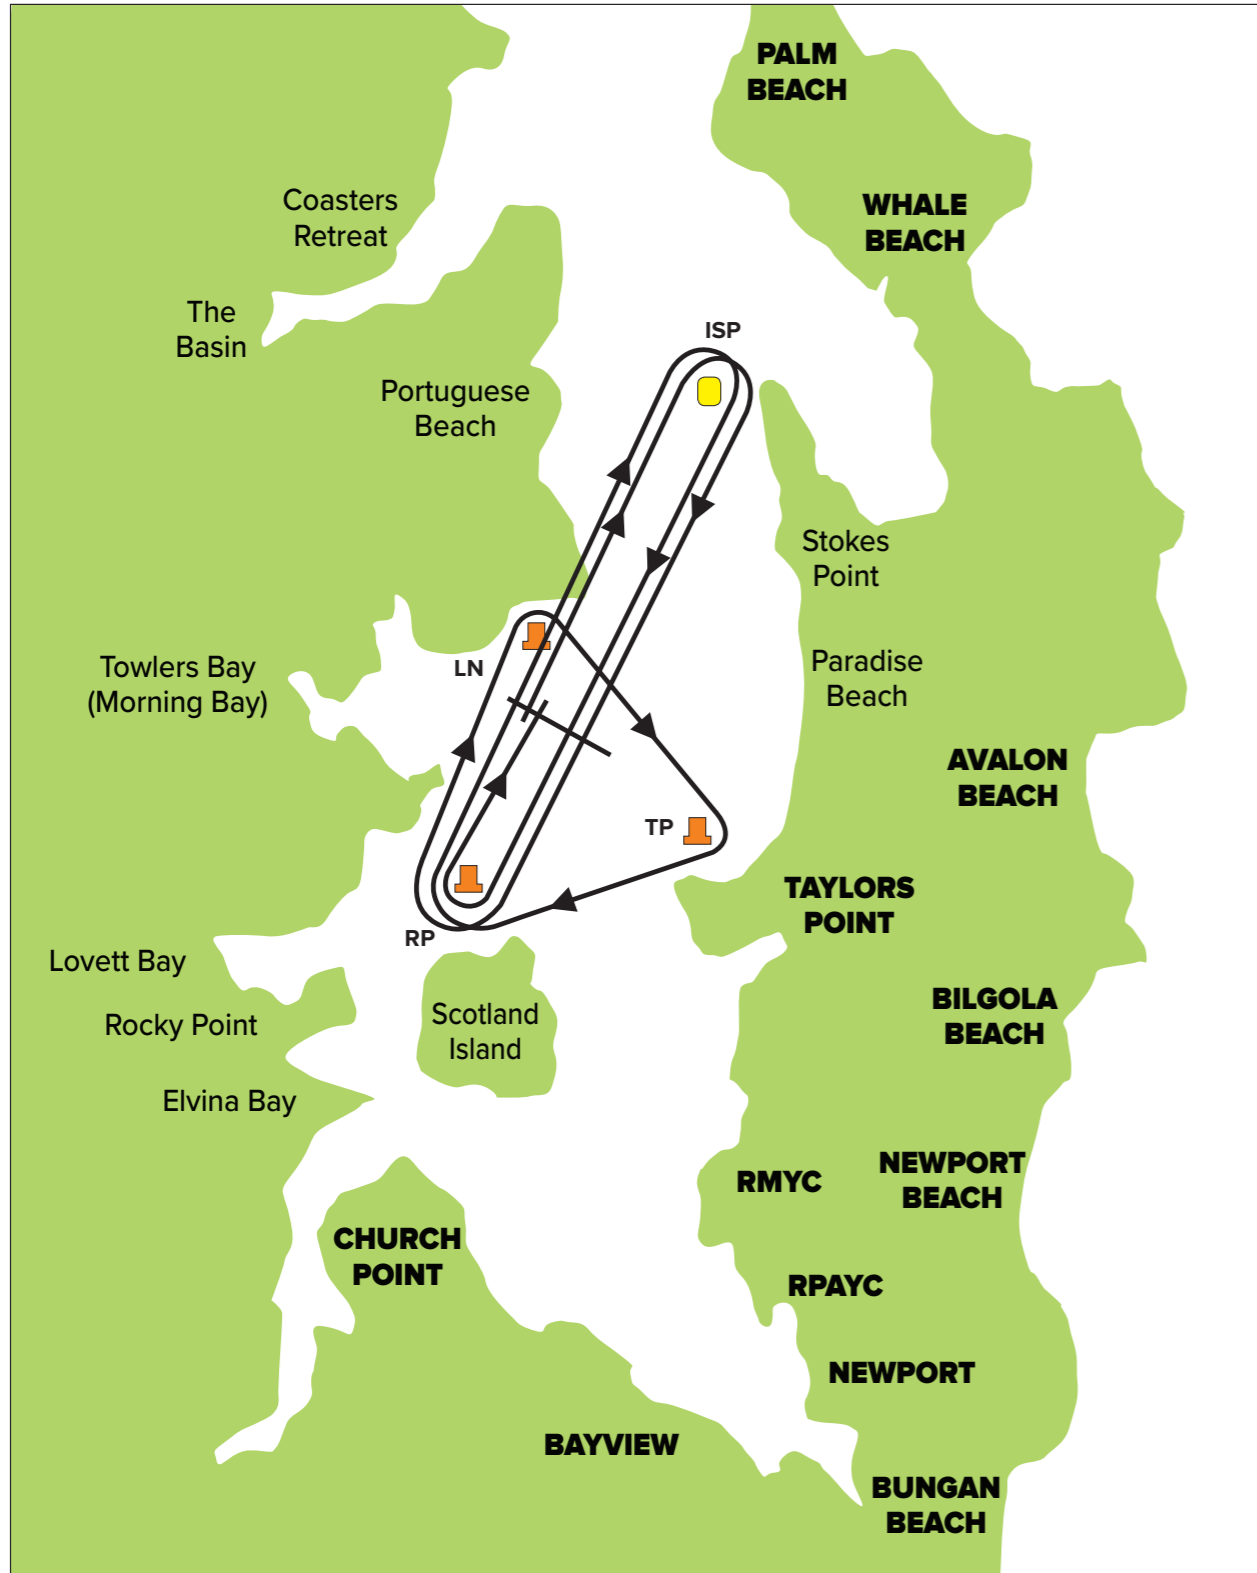 PALM
BEACH
Coasters
Retreat
WHALE
BEACH
The
Basin
ISP
Portuguese
Beach
Stokes
Point
LN
Towlers Bay
(Morning Bay)
Paradise
Beach
AVALON
BEACH
TP
TAYLORS
POINT
RP
Lovett Bay
BILGOLA
BEACH
Rocky Point
Scotland
Island
Elvina Bay
RMYC
NEWPORT
BEACH
CHURCH
POINT
RPAYC
NEWPORT
BAYVIEW
BUNGAN
BEACH